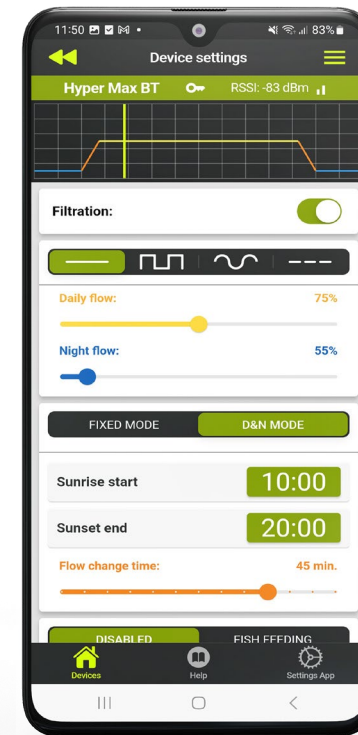 11:50 83%
Device settings
Hyper Max BT RSSI: -83 dBm
Filtration:
Daily flow: 75%
Night flow: 55%
FIXED MODE D&N MODE
Sunrise start 10:00
Sunset end 20:00
Flow change time: 45 min.
DISABLED FISH FEEDING
Devices Help Settings App